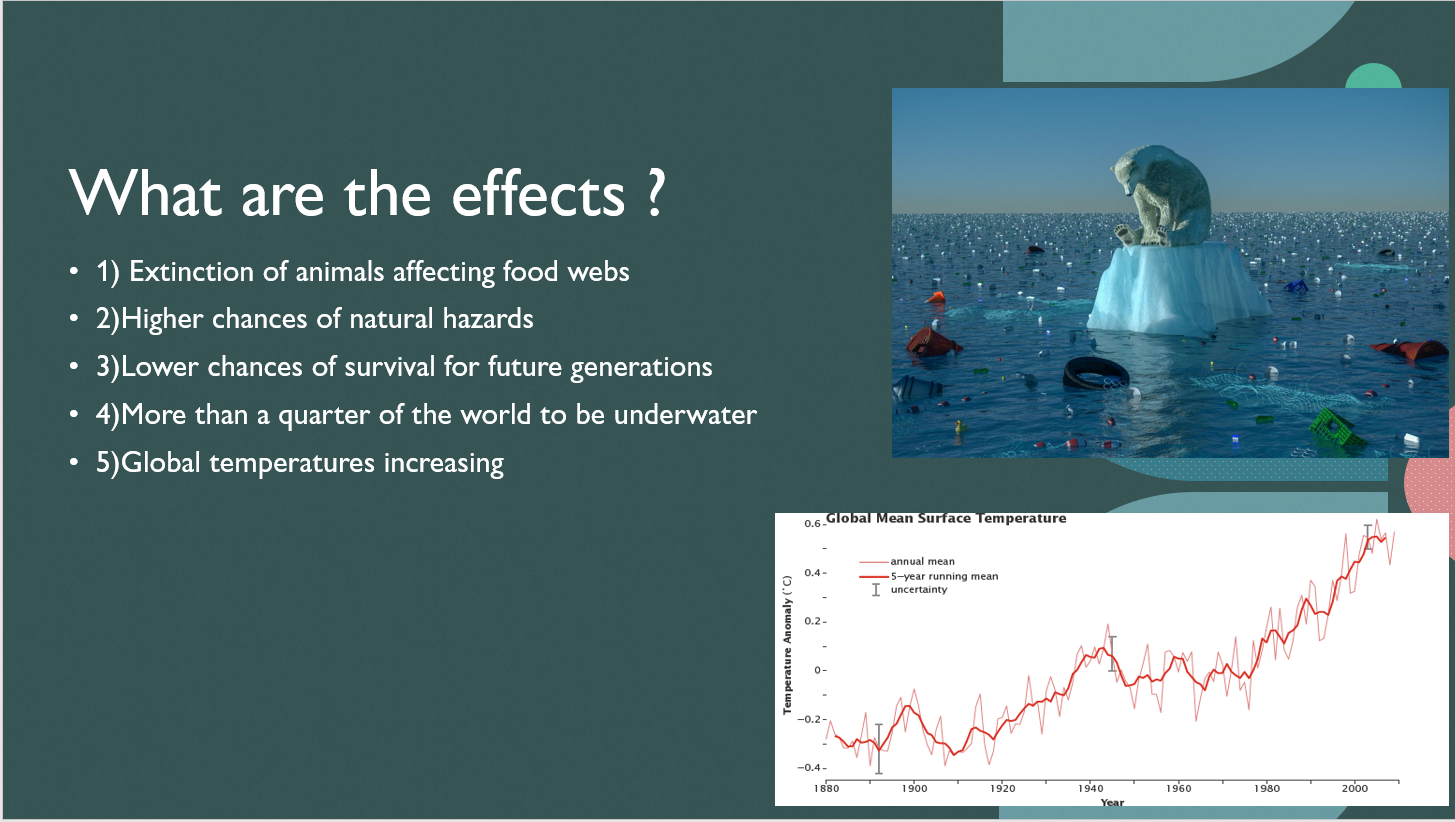 What are the effects ?
• 1) Extinction of animals affecting food webs
• 2)Higher chances of natural hazards
• 3)Lower chances of survival for future generations
• 4)More than a quarter of the world to be underwater
• 5)Global temperatures increasing
Global Mean Surface Temperature
annual mean
5−year running mean
uncertainty
Temperature Anomaly (°C)
0.6
0.4
0.2
0
−0.2
−0.4
1880 1900 1920 1940 1960 1980 2000
Year